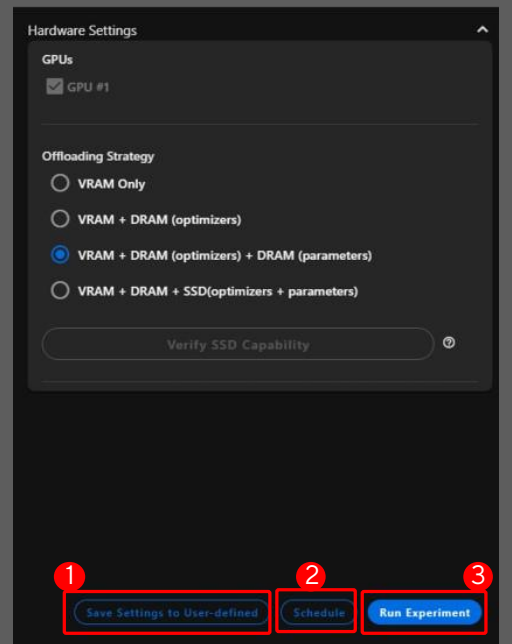 Hardware Settings
GPUs
GPU #1
Offloading Strategy
VRAM Only
VRAM + DRAM (optimizers)
VRAM + DRAM (optimizers) + DRAM (parameters)
VRAM + DRAM + SSD(optimizers + parameters)
Verify SSD Capability ?
1 2 3
Save Settings to User-defined Schedule Run Experiment